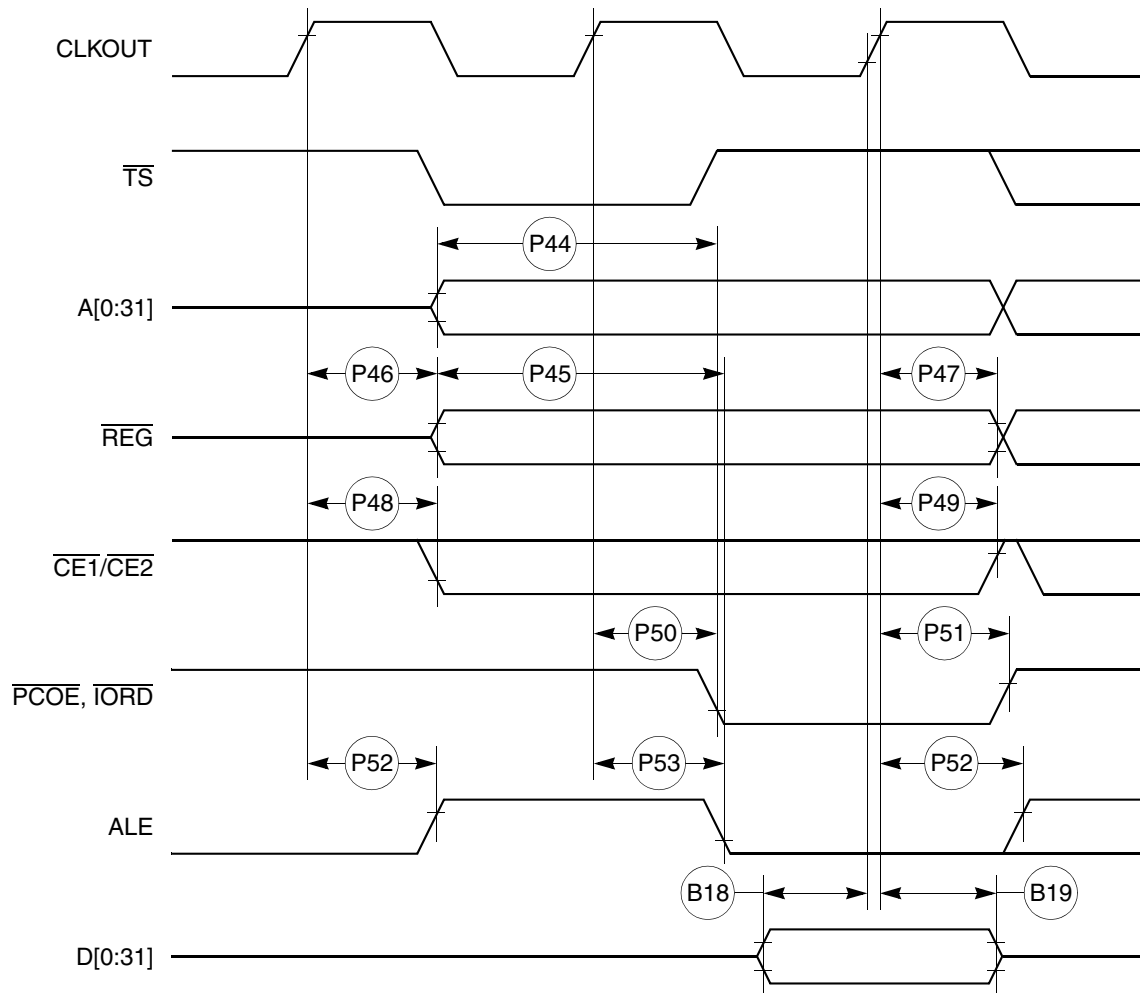 CLKOUT
TS
P44
A[0:31]
P46 P45 P47
REG
P48 P49
CE1/CE2
P50 P51
PCOE, IORD
P52 P53 P52
ALE
B18 B19
D[0:31]